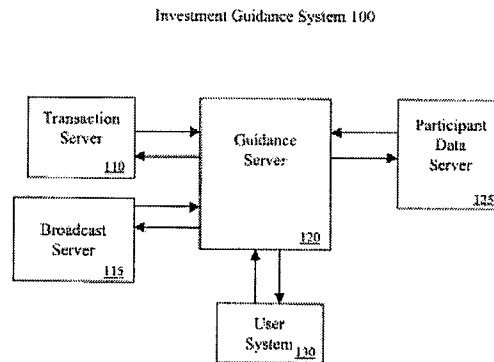 Investment Guidance System 100
Transaction
Server
110
Guidance
Server
120
Participant
Data
Server
125
Broadcast
Server
115
User
System
130